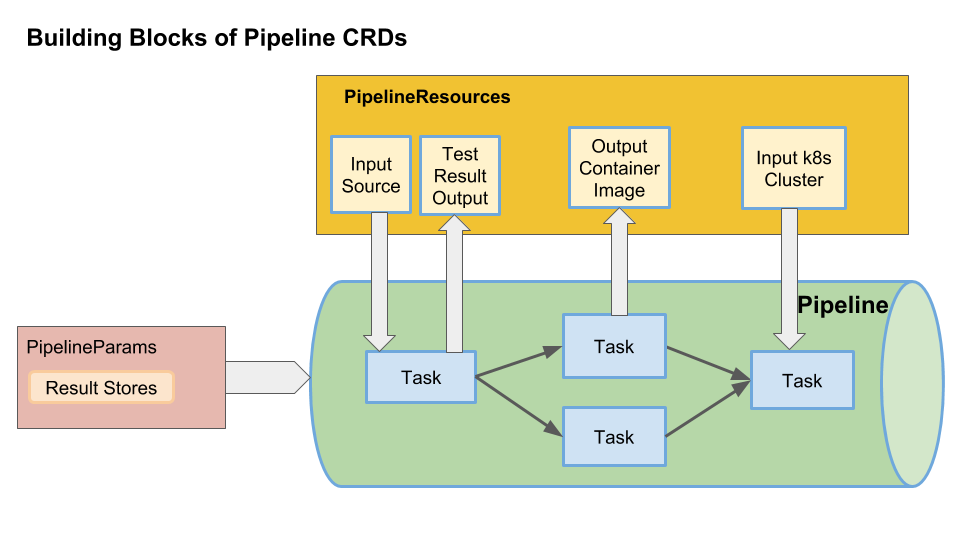 Building Blocks of Pipeline CRDs
PipelineResources
Input
Source
Test
Result
Output
Output
Container
Image
Input k8s
Cluster
Pipeline
PipelineParams
Result Stores
Task
Task
Task
Task